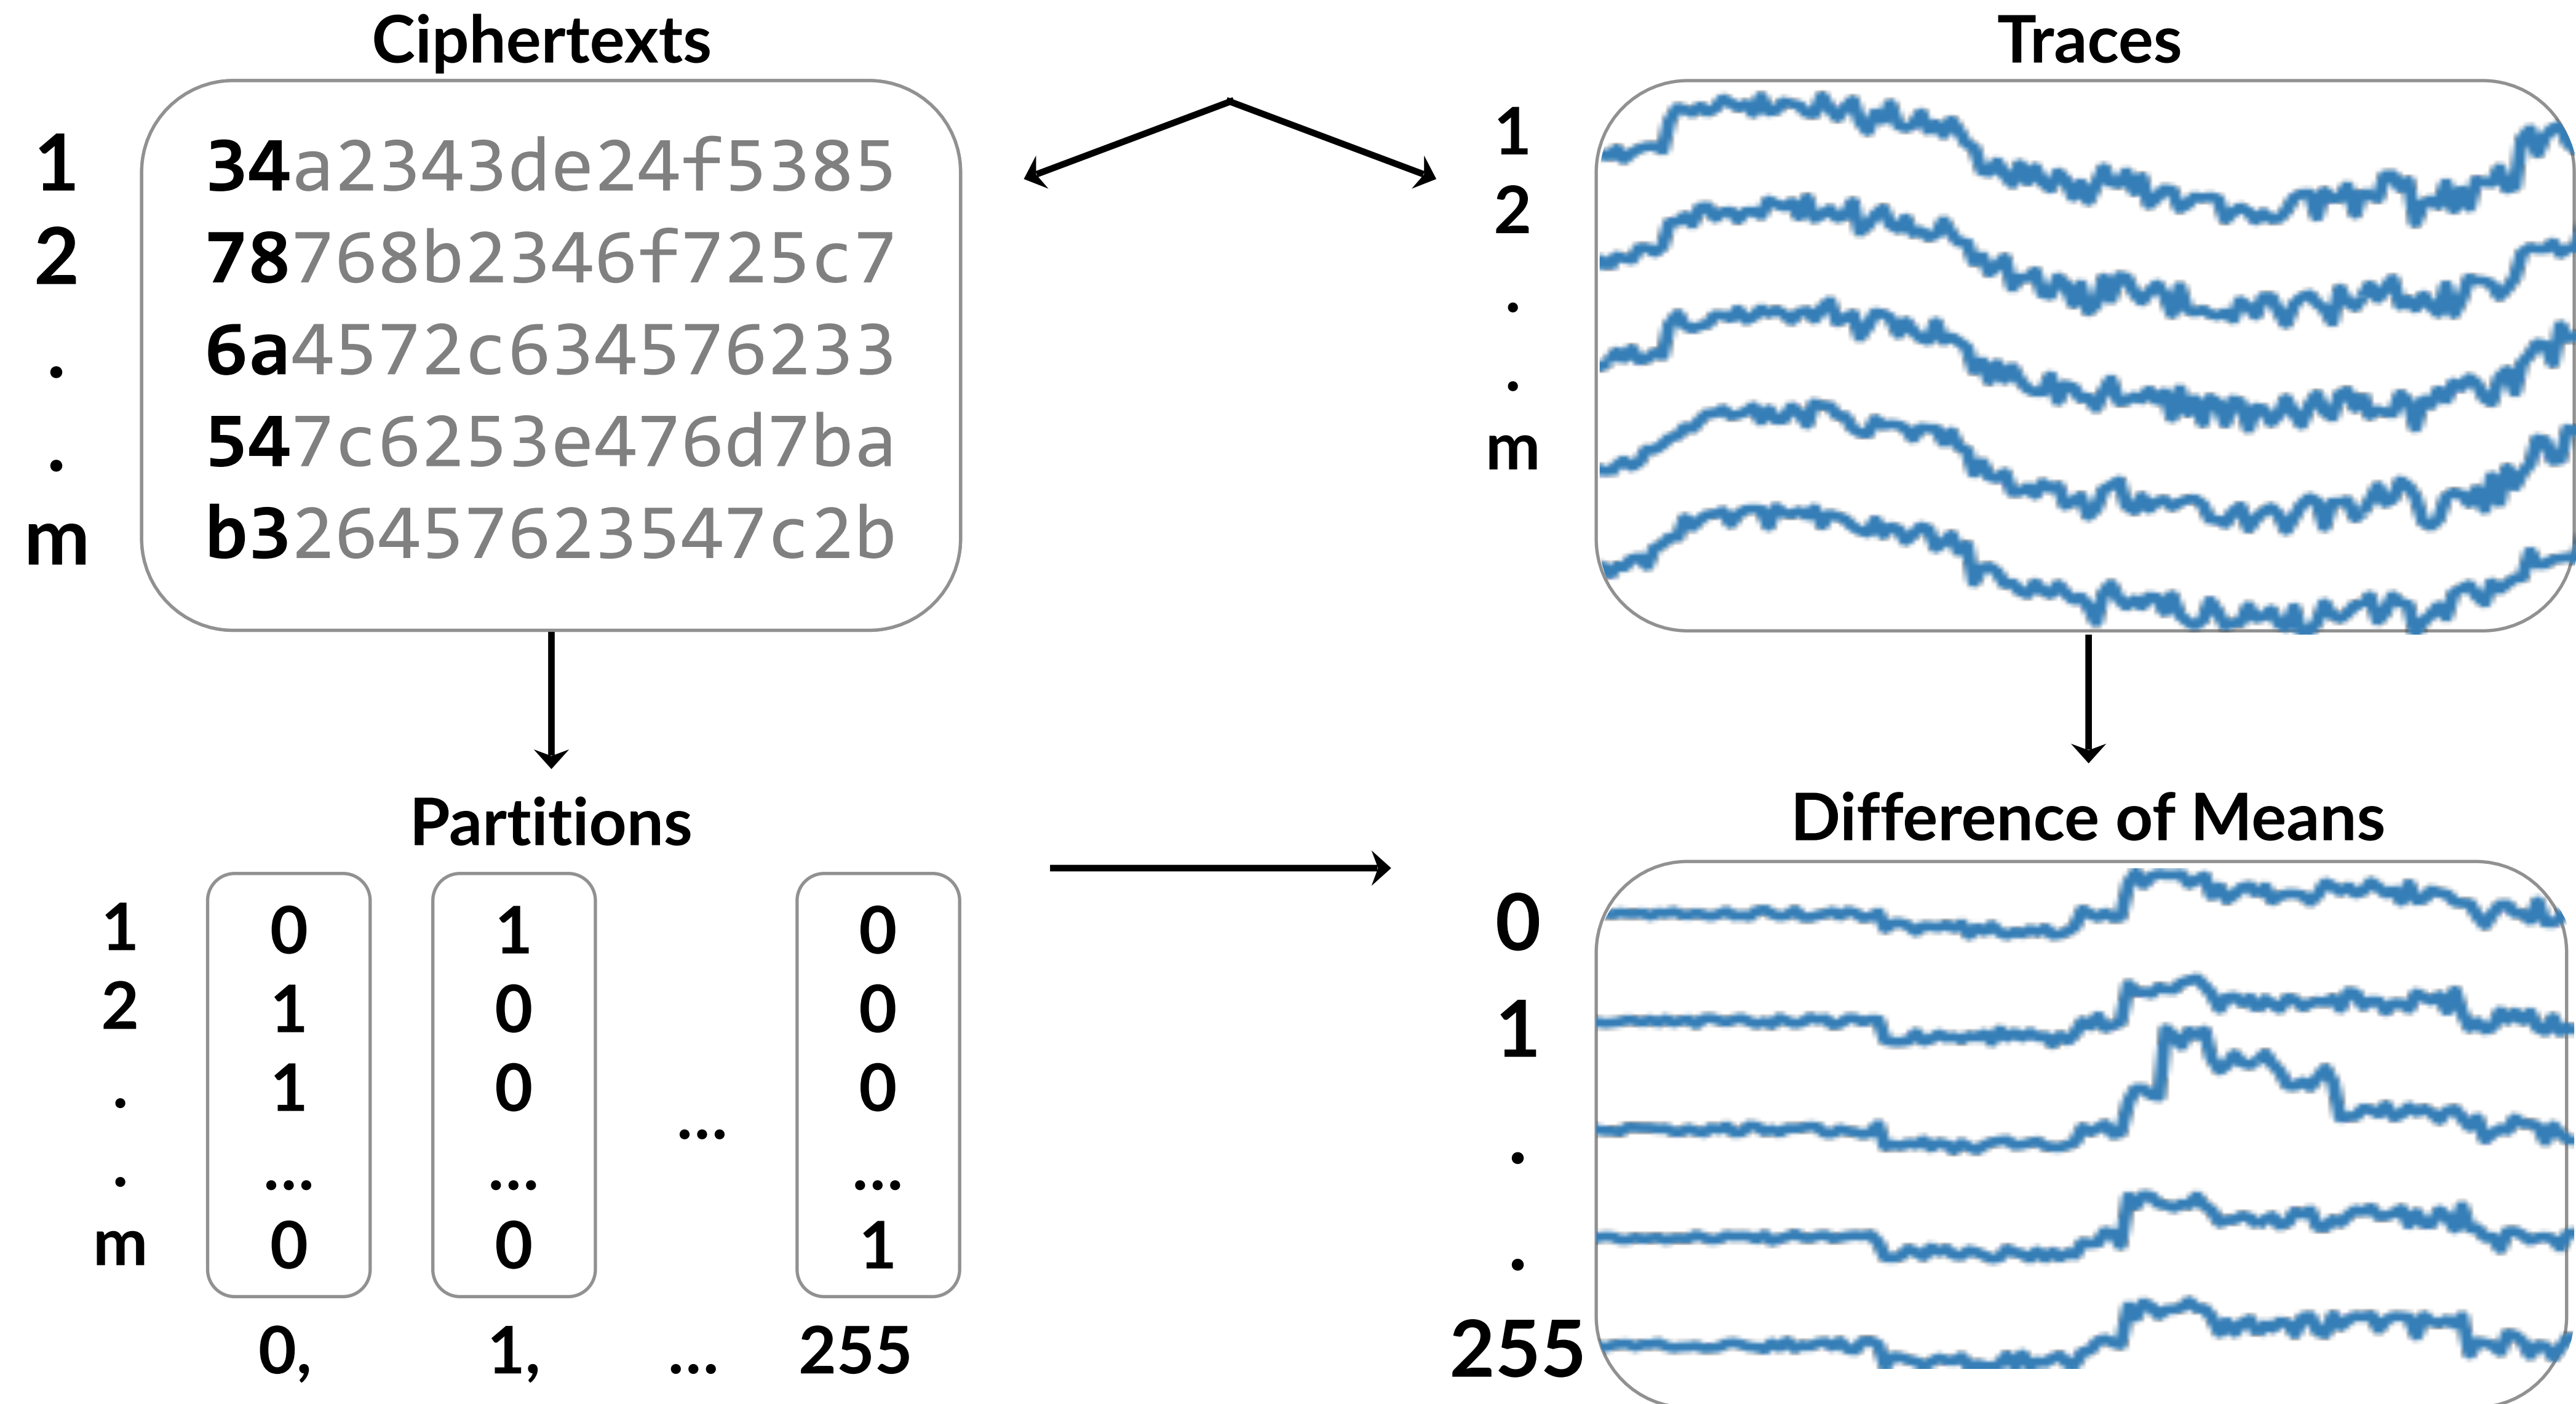 Ciphertexts
1 34a2343de24f5385
2 78768b2346f725c7
. 6a4572c634576233
. 547c6253e476d7ba
m b326457623547c2b
Traces
1
2
.
.
m
Partitions
1 0 1 0
2 1 0 0
. 1 0 0
...
. ... ... ...
m 0 0 1
0, 1, ... 255
Difference of Means
0
1
.
.
255